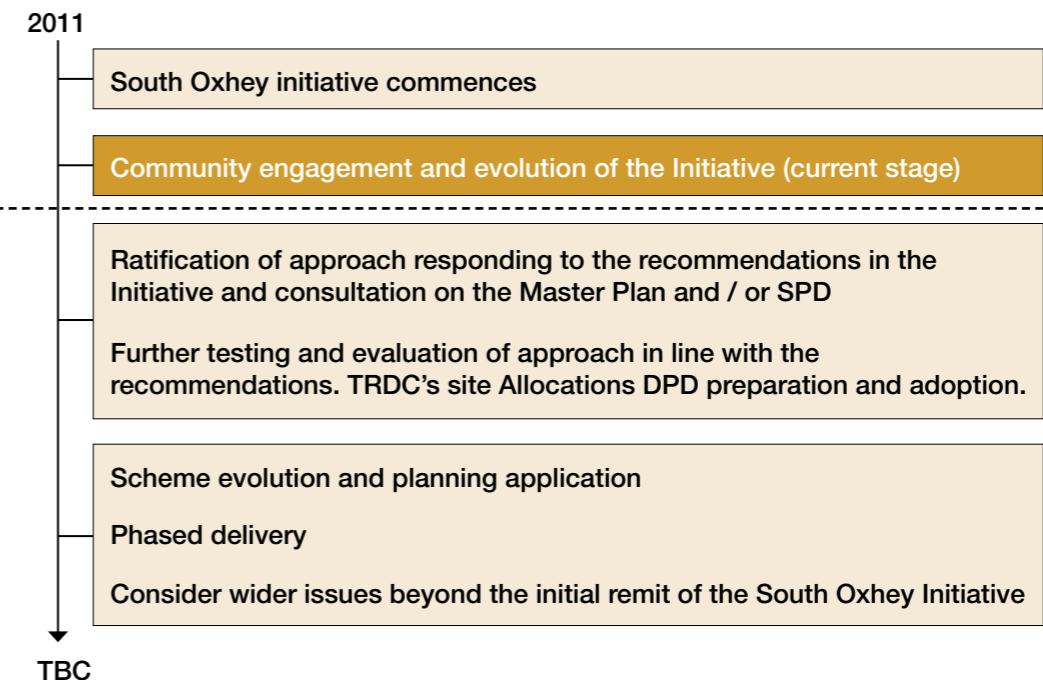 2011
South Oxhey initiative commences
Community engagement and evolution of the Initiative (current stage)
Ratification of approach responding to the recommendations in the
Initiative and consultation on the Master Plan and / or SPD
Further testing and evaluation of approach in line with the
recommendations. TRDC's site Allocations DPD preparation and adoption.
Scheme evolution and planning application
Phased delivery
Consider wider issues beyond the initial remit of the South Oxhey Initiative
TBC